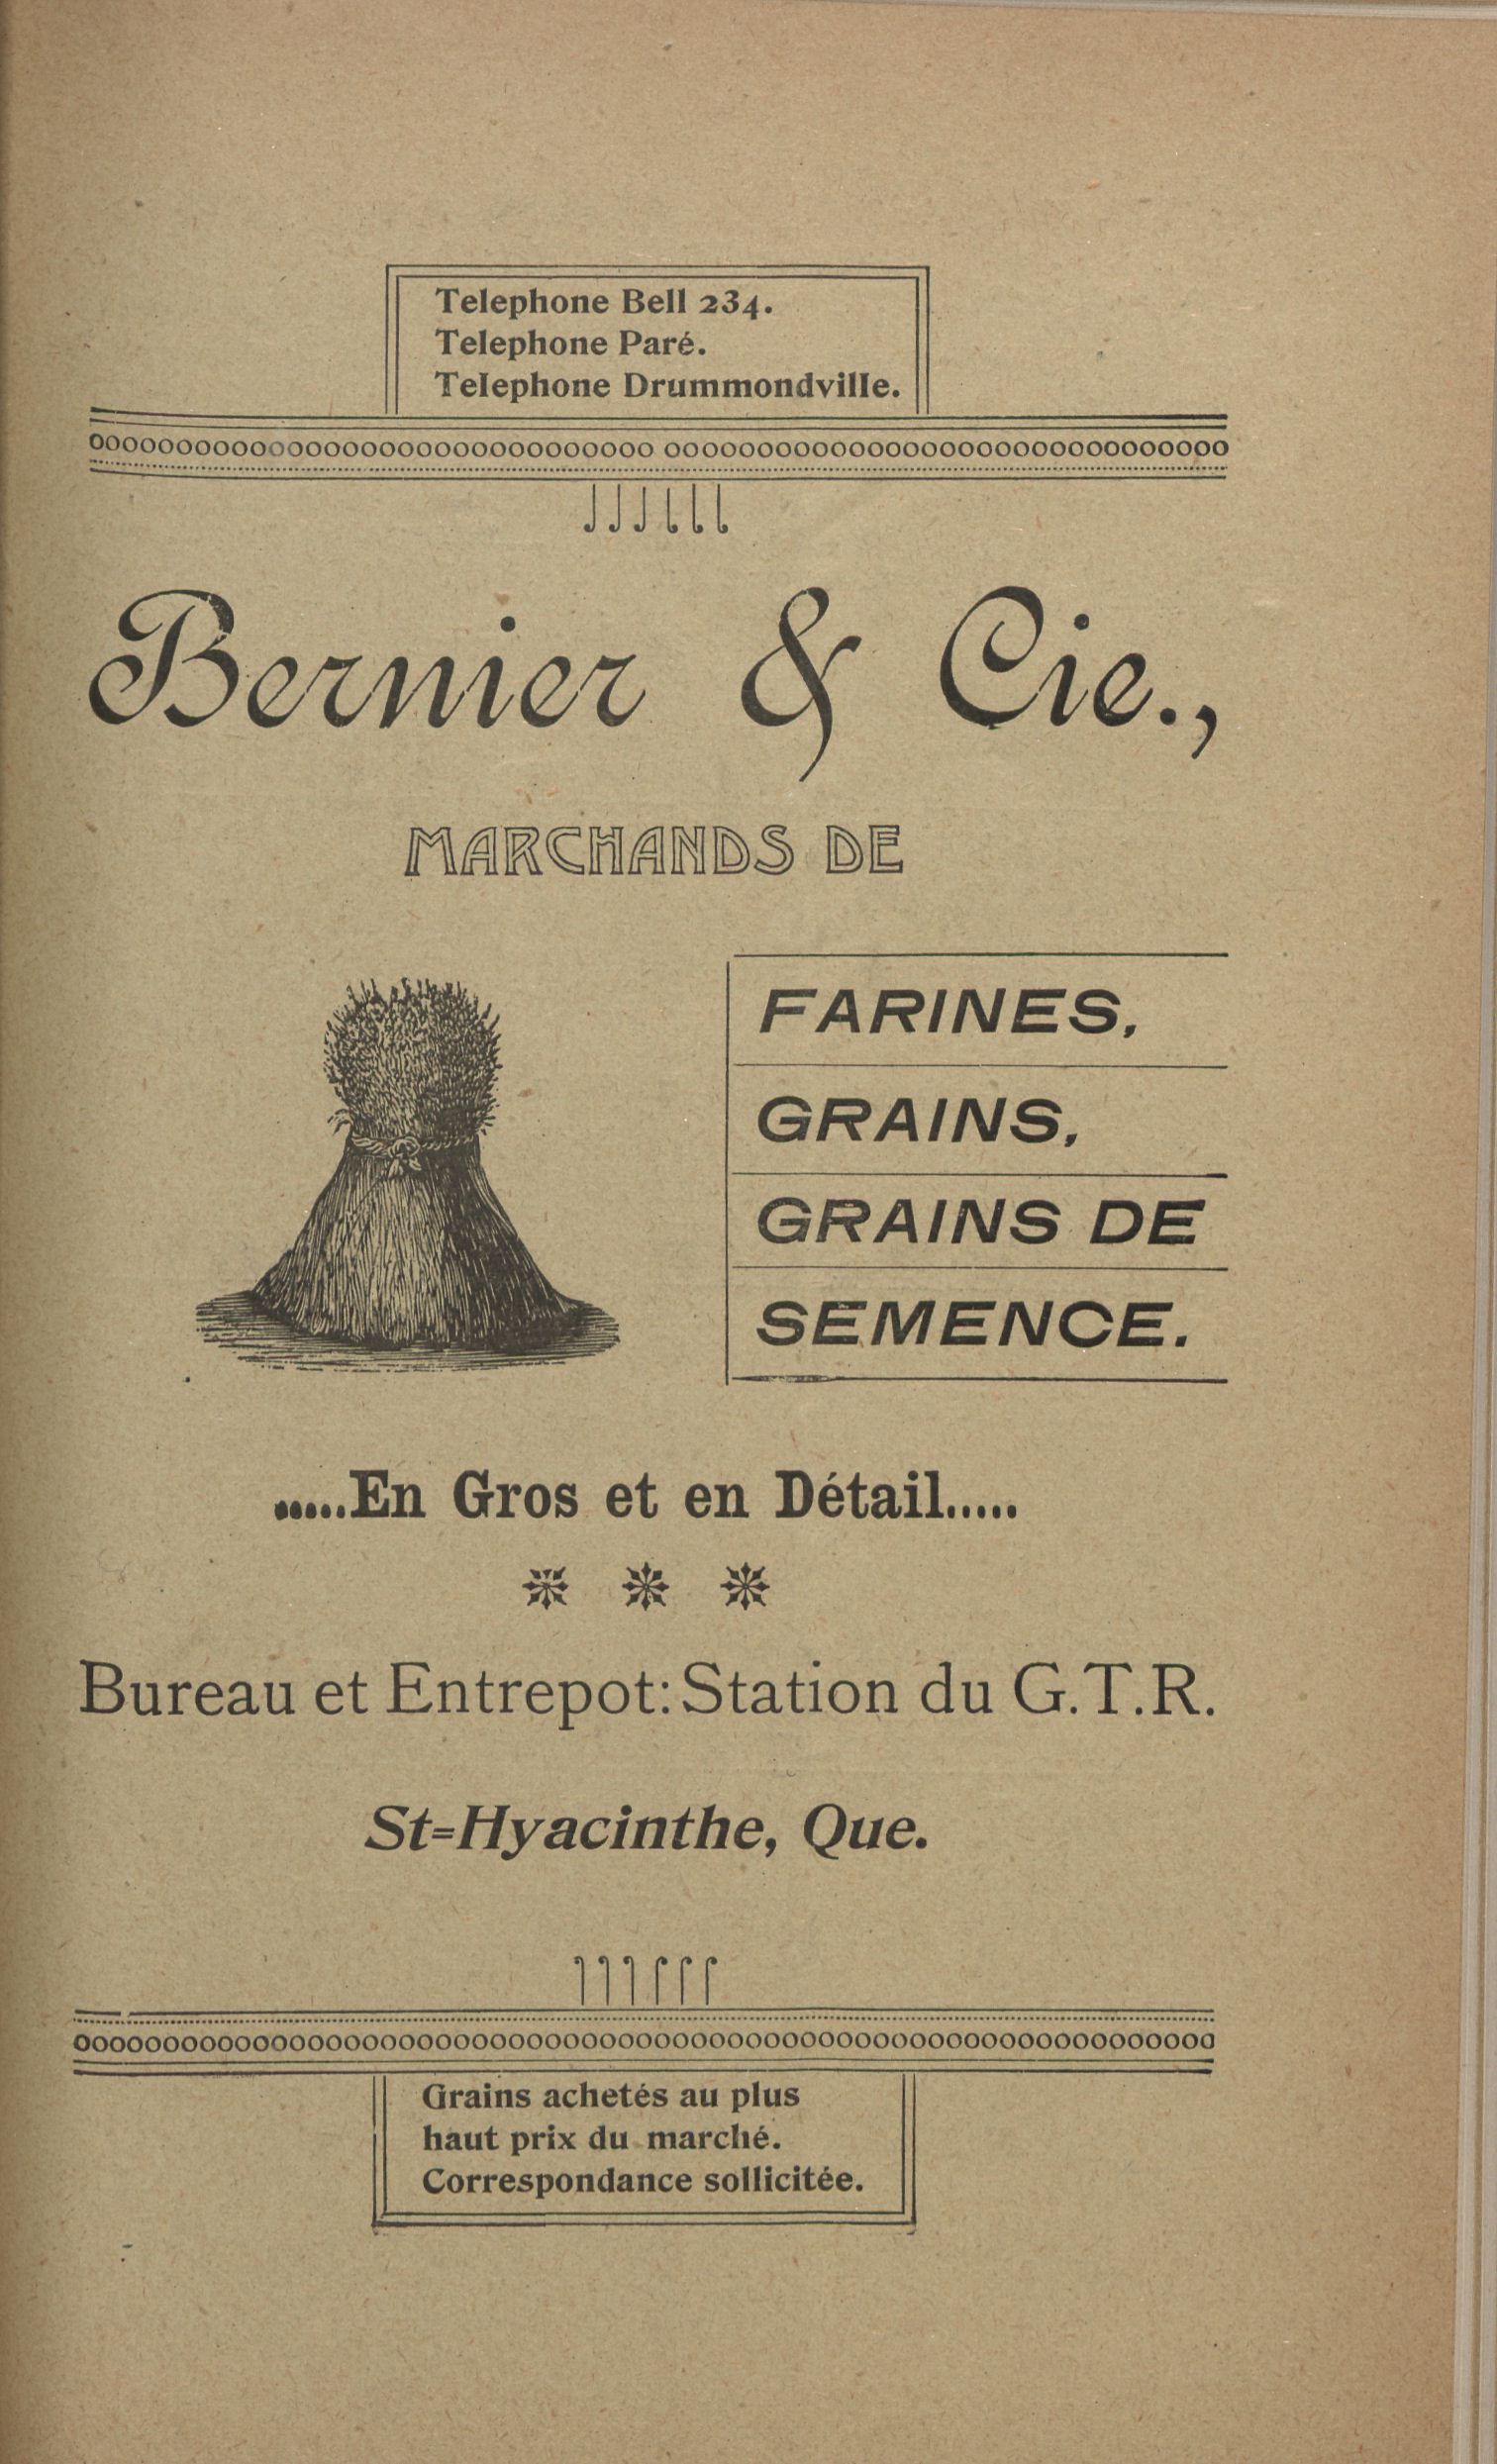 Telephone Bell 234.
Telephone Paré.
Telephone Drummondville.
Bernier & Cie.,
MARCHANDS DE
FARINES,
GRAINS,
GRAINS DE
SEMENCE.
......En Gros et en Détail.....
Bureau et Entrepot: Station du G.T.R.
St-Hyacinthe, Que.
Grains achetés au plus
haut prix du marché.
Correspondance sollicitée.